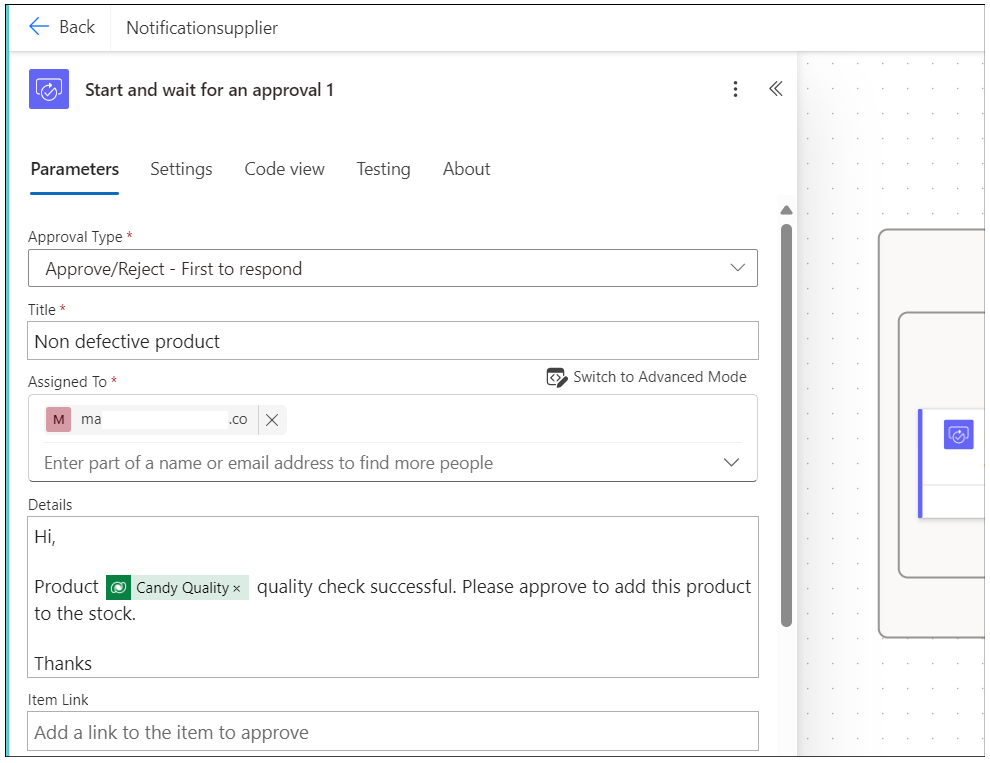 Back
Notificationsupplier
Start and wait for an approval 1
Parameters Settings Code view Testing About
Approval Type *
Approve/Reject - First to respond
Title *
Non defective product
Assigned To *
Switch to Advanced Mode
M ma .co
Enter part of a name or email address to find more people
Details
Hi,
Product Candy Quality × quality check successful. Please approve to add this product
to the stock.
Thanks
Item Link
Add a link to the item to approve